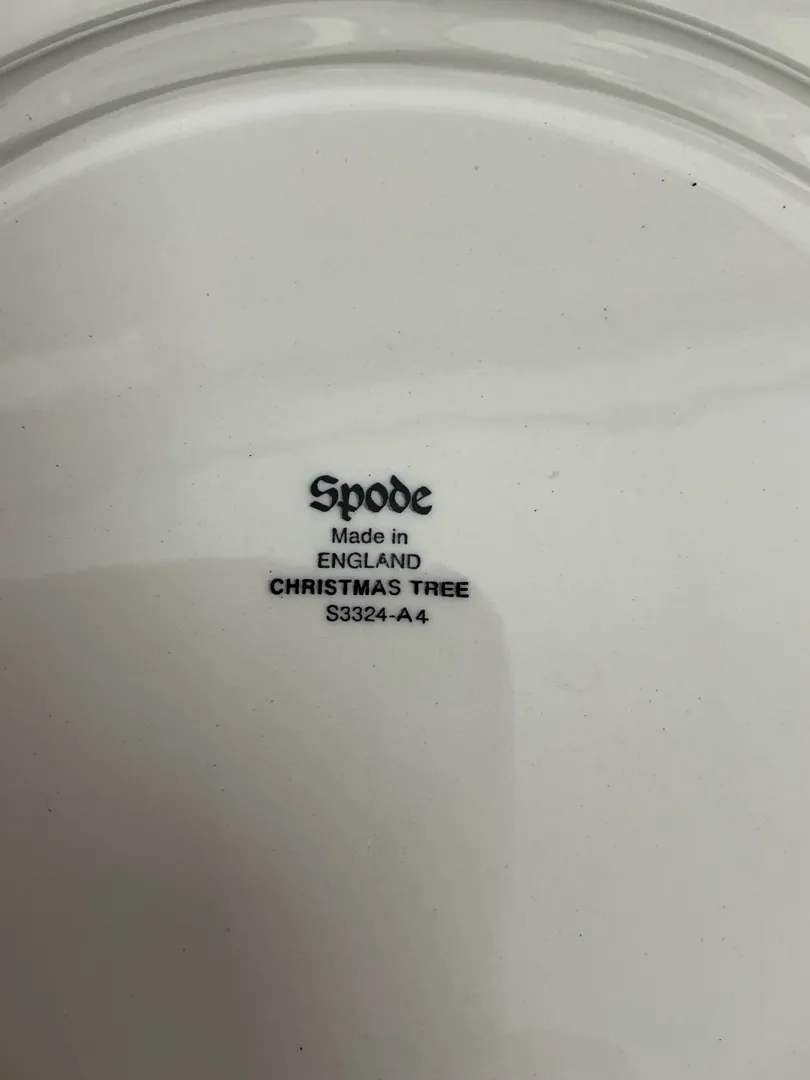 Spode
Made in
ENGLAND
CHRISTMAS TREE
S3324-A4